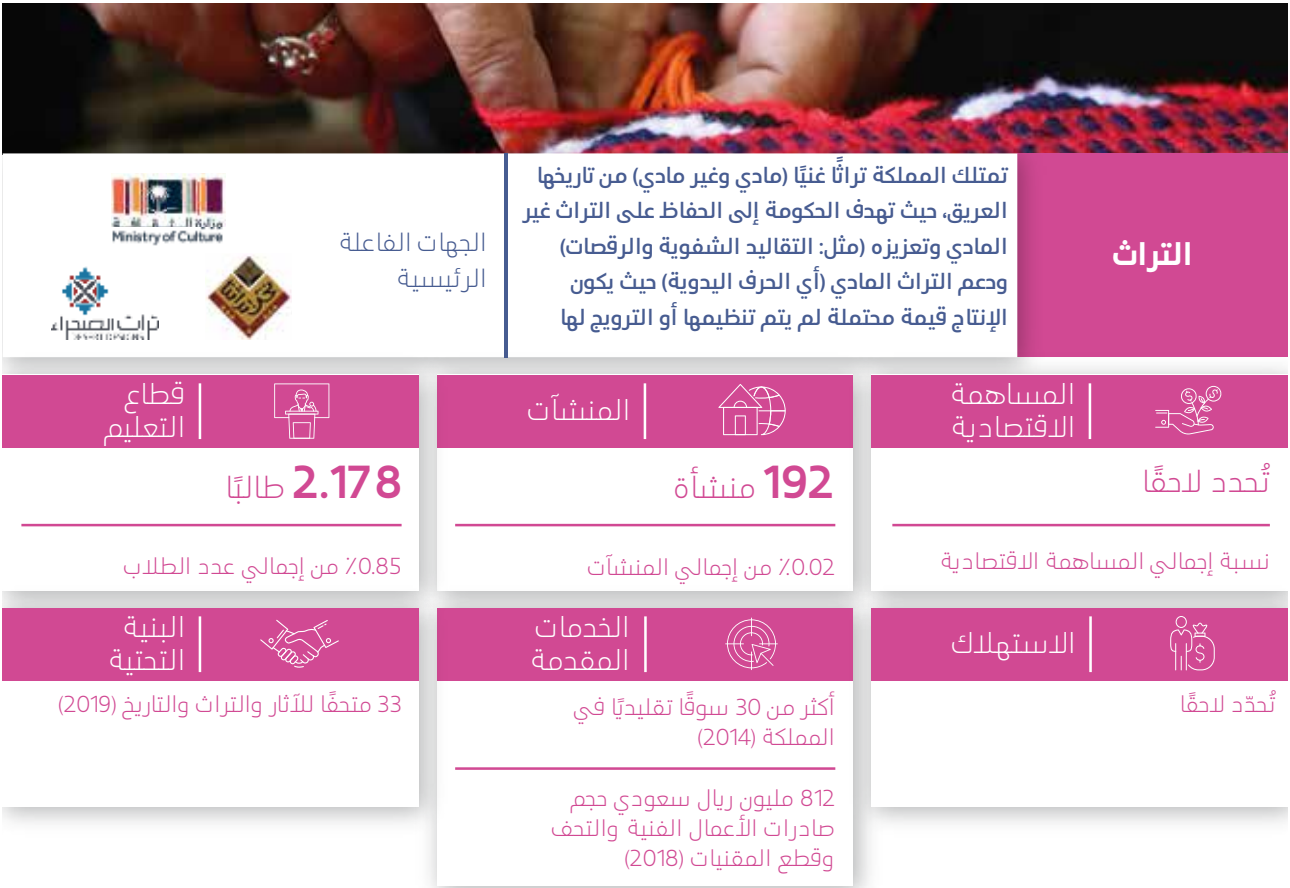 التراث
تمتلك المملكة تراثًا غنيًا (مادي وغير مادي) من تاريخها
العريق، حيث تهدف الحكومة إلى الحفاظ على التراث غير
المادي وتعزيزه (مثل: التقاليد الشفوية والرقصات)
ودعم التراث المادي (أي الحرف اليدوية) حيث يكون
الإنتاج قيمة محتملة لم يتم تنظيمها أو الترويج لها
الجهات الفاعلة
الرئيسية
وزارة الثقافة
Ministry of Culture
تراث الصحراء
المساهمة
الاقتصادية
تُحدد لاحقًا
نسبة إجمالي المساهمة الاقتصادية
المنشآت
192 منشأة
0.02٪ من إجمالي المنشآت
قطاع
التعليم
2.178 طالبًا
0.85٪ من إجمالي عدد الطلاب
الاستهلاك
تُحدّد لاحقًا
الخدمات
المقدمة
أكثر من 30 سوقًا تقليديًا في
المملكة (2014)
812 مليون ريال سعودي حجم
صادرات الأعمال الفنية والتحف
وقطع المقنيات (2018)
البنية
التحتية
33 متحفًا للآثار والتراث والتاريخ (2019)